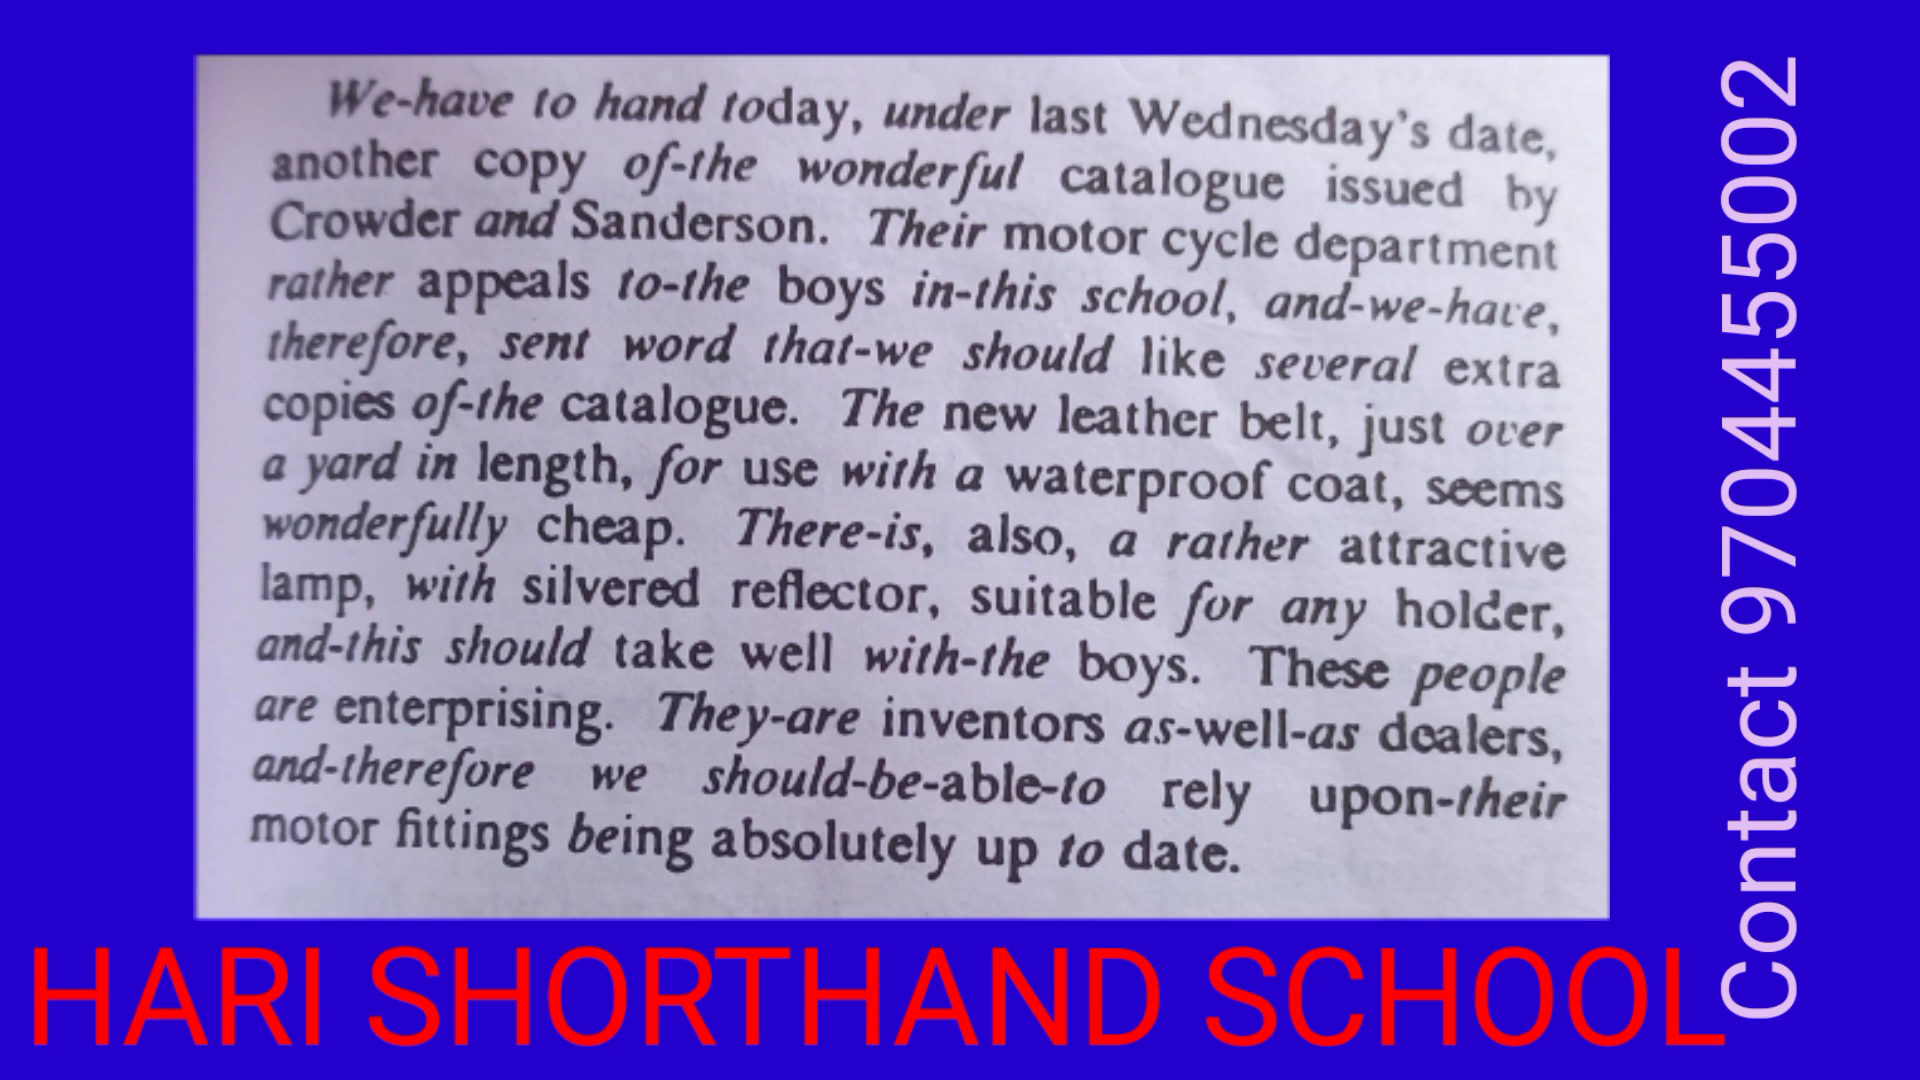 We-have to hand today, under last Wednesday's date,
another copy of-the wonderful catalogue issued by
Crowder and Sanderson. Their motor cycle department
rather appeals to-the boys in-this school, and-we-have,
therefore, sent word that-we should like several extra
copies of-the catalogue. The new leather belt, just over
a yard in length, for use with a waterproof coat, seems
wonderfully cheap. There-is, also, a rather attractive
lamp, with silvered reflector, suitable for any holder,
and-this should take well with-the boys. These people
are enterprising. They-are inventors as-well-as dealers,
and-therefore we should-be-able-to rely upon-their
motor fittings being absolutely up to date.
HARI SHORTHAND SCHOOL
Contact 9704455002